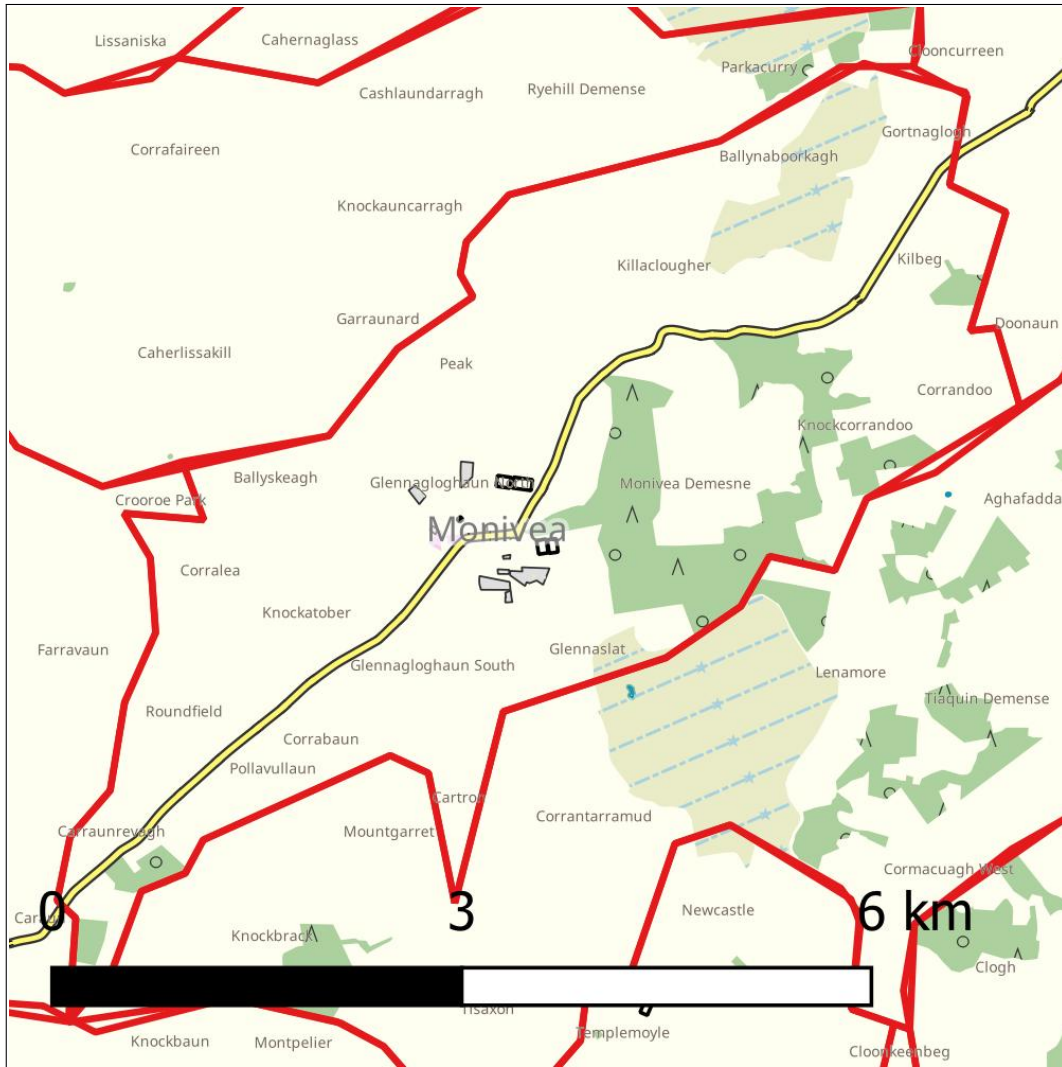 Lissaniska
Cahernaglass
Clooncurreen
Parkacurry
Cashlaundarragh
Ryehill Demense
Gortnaglogh
Corrafaireen
Ballynaboorkagh
Knockauncarragh
Kilbeg
Killaclougher
Garraunard
Doonaun
Caherlissakill
Peak
Corrandoo
Knockcorrandoo
Ballyskeagh
Glennagloghaun North
Monivea Demesne
Crooroe Park
Aghafadda
Monivea
Corralea
Knockatober
Farravaun
Glennaslat
Glennagloghaun South
Lenamore
Tiaquin Demense
Roundfield
Corrabaun
Pollavullaun
Cartron
Corrantarramud
Carraunrevagh
Mountgarret
Cormacuagh West
0 3 6 km
Newcastle
Knockbrack
Clogh
Tisaxon
Templemoyle
Knockbaun
Montpelier
Cloonkeenbeg